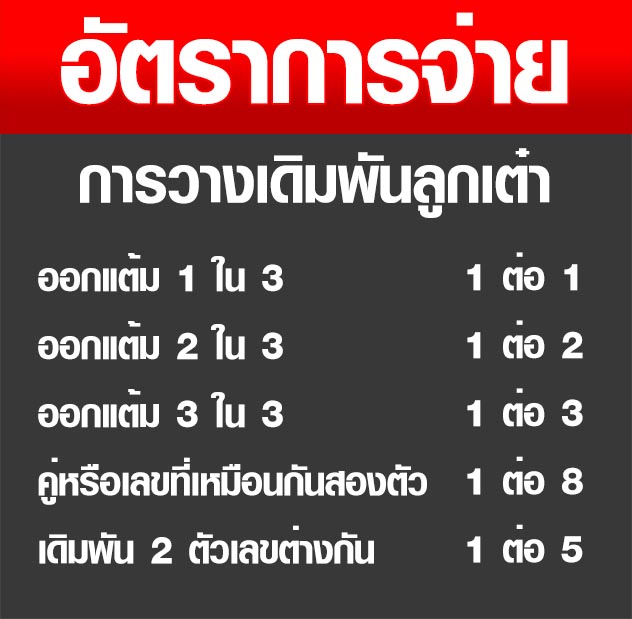 อัตราการจ่าย
การวางเดิมพันลูกเต๋า
ออกแต้ม 1 ใน 3 1 ต่อ 1
ออกแต้ม 2 ใน 3 1 ต่อ 2
ออกแต้ม 3 ใน 3 1 ต่อ 3
คู่หรือเลขที่เหมือนกันสองตัว 1 ต่อ 8
เดิมพัน 2 ตัวเลขต่างกัน 1 ต่อ 5